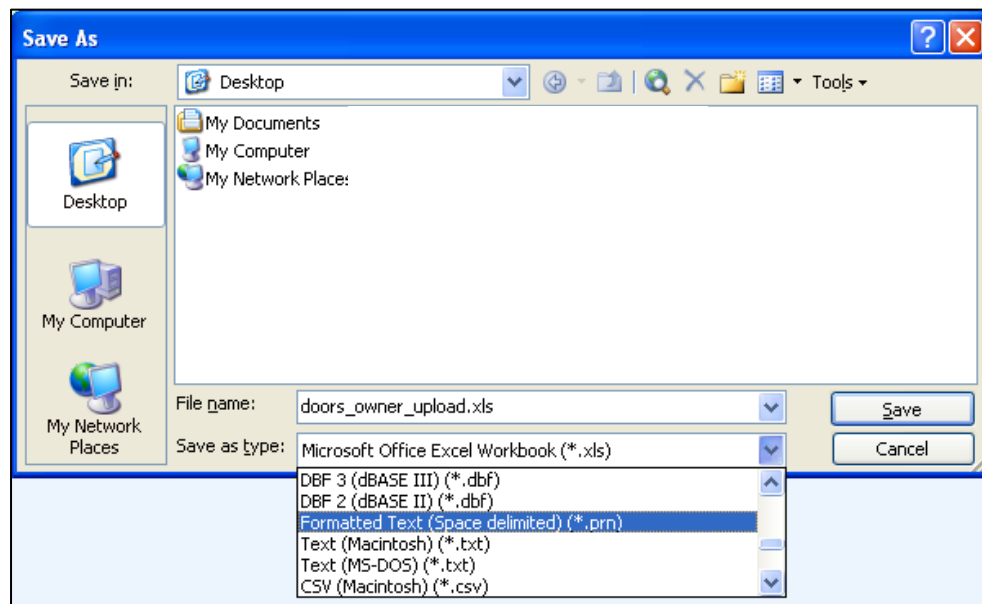 Save As
Save in:
Desktop
Tools
My Documents
My Computer
My Network Place
Desktop
My Computer
My Network
Places
File name:
doors_owner_upload.xls
Save
Save as type:
Microsoft Office Excel Workbook (*.xls)
Cancel
DBF 3 (dBASE III) (*.dbf)
DBF 2 (dBASE II) (*.dbf)
Formatted Text (Space delimited) (*.prn)
Text (Macintosh) (*.txt)
Text (MS-DOS) (*.txt)
CSV (Macintosh) (*.csv)